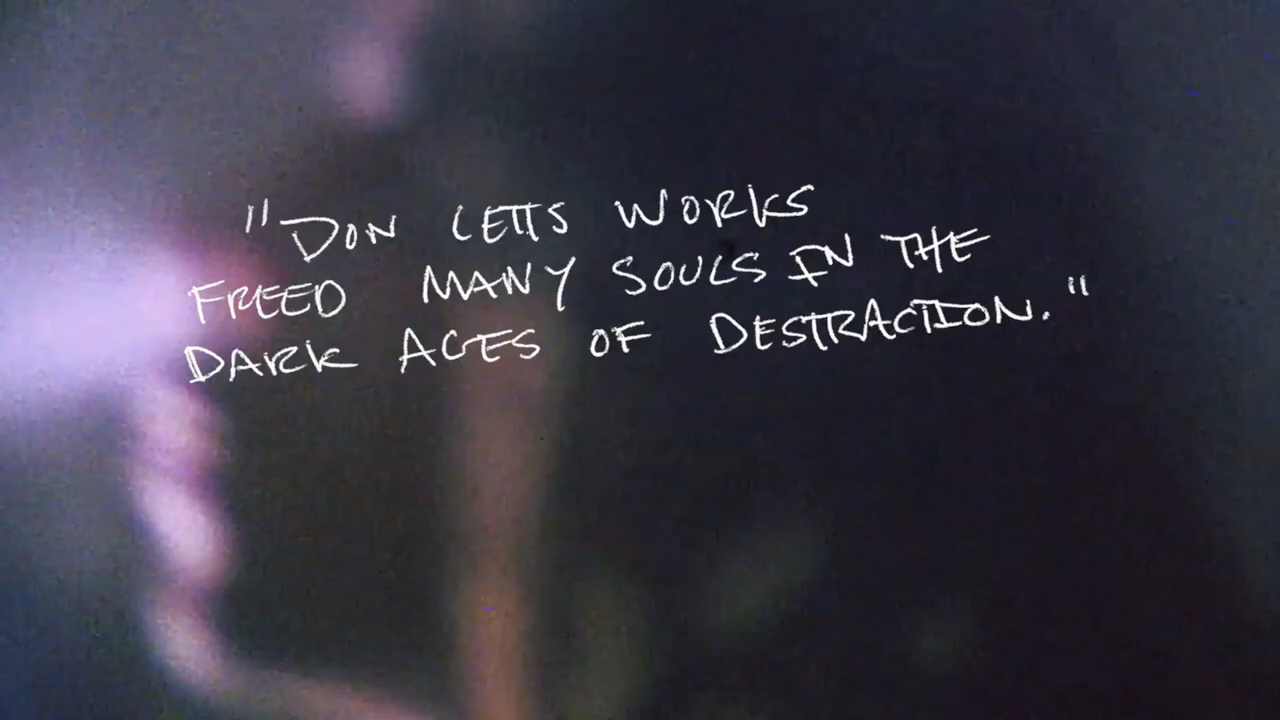 "DON LETTS WORKS
FREED MANY SOULS IN THE
DARK AGES OF DESTRACTION."